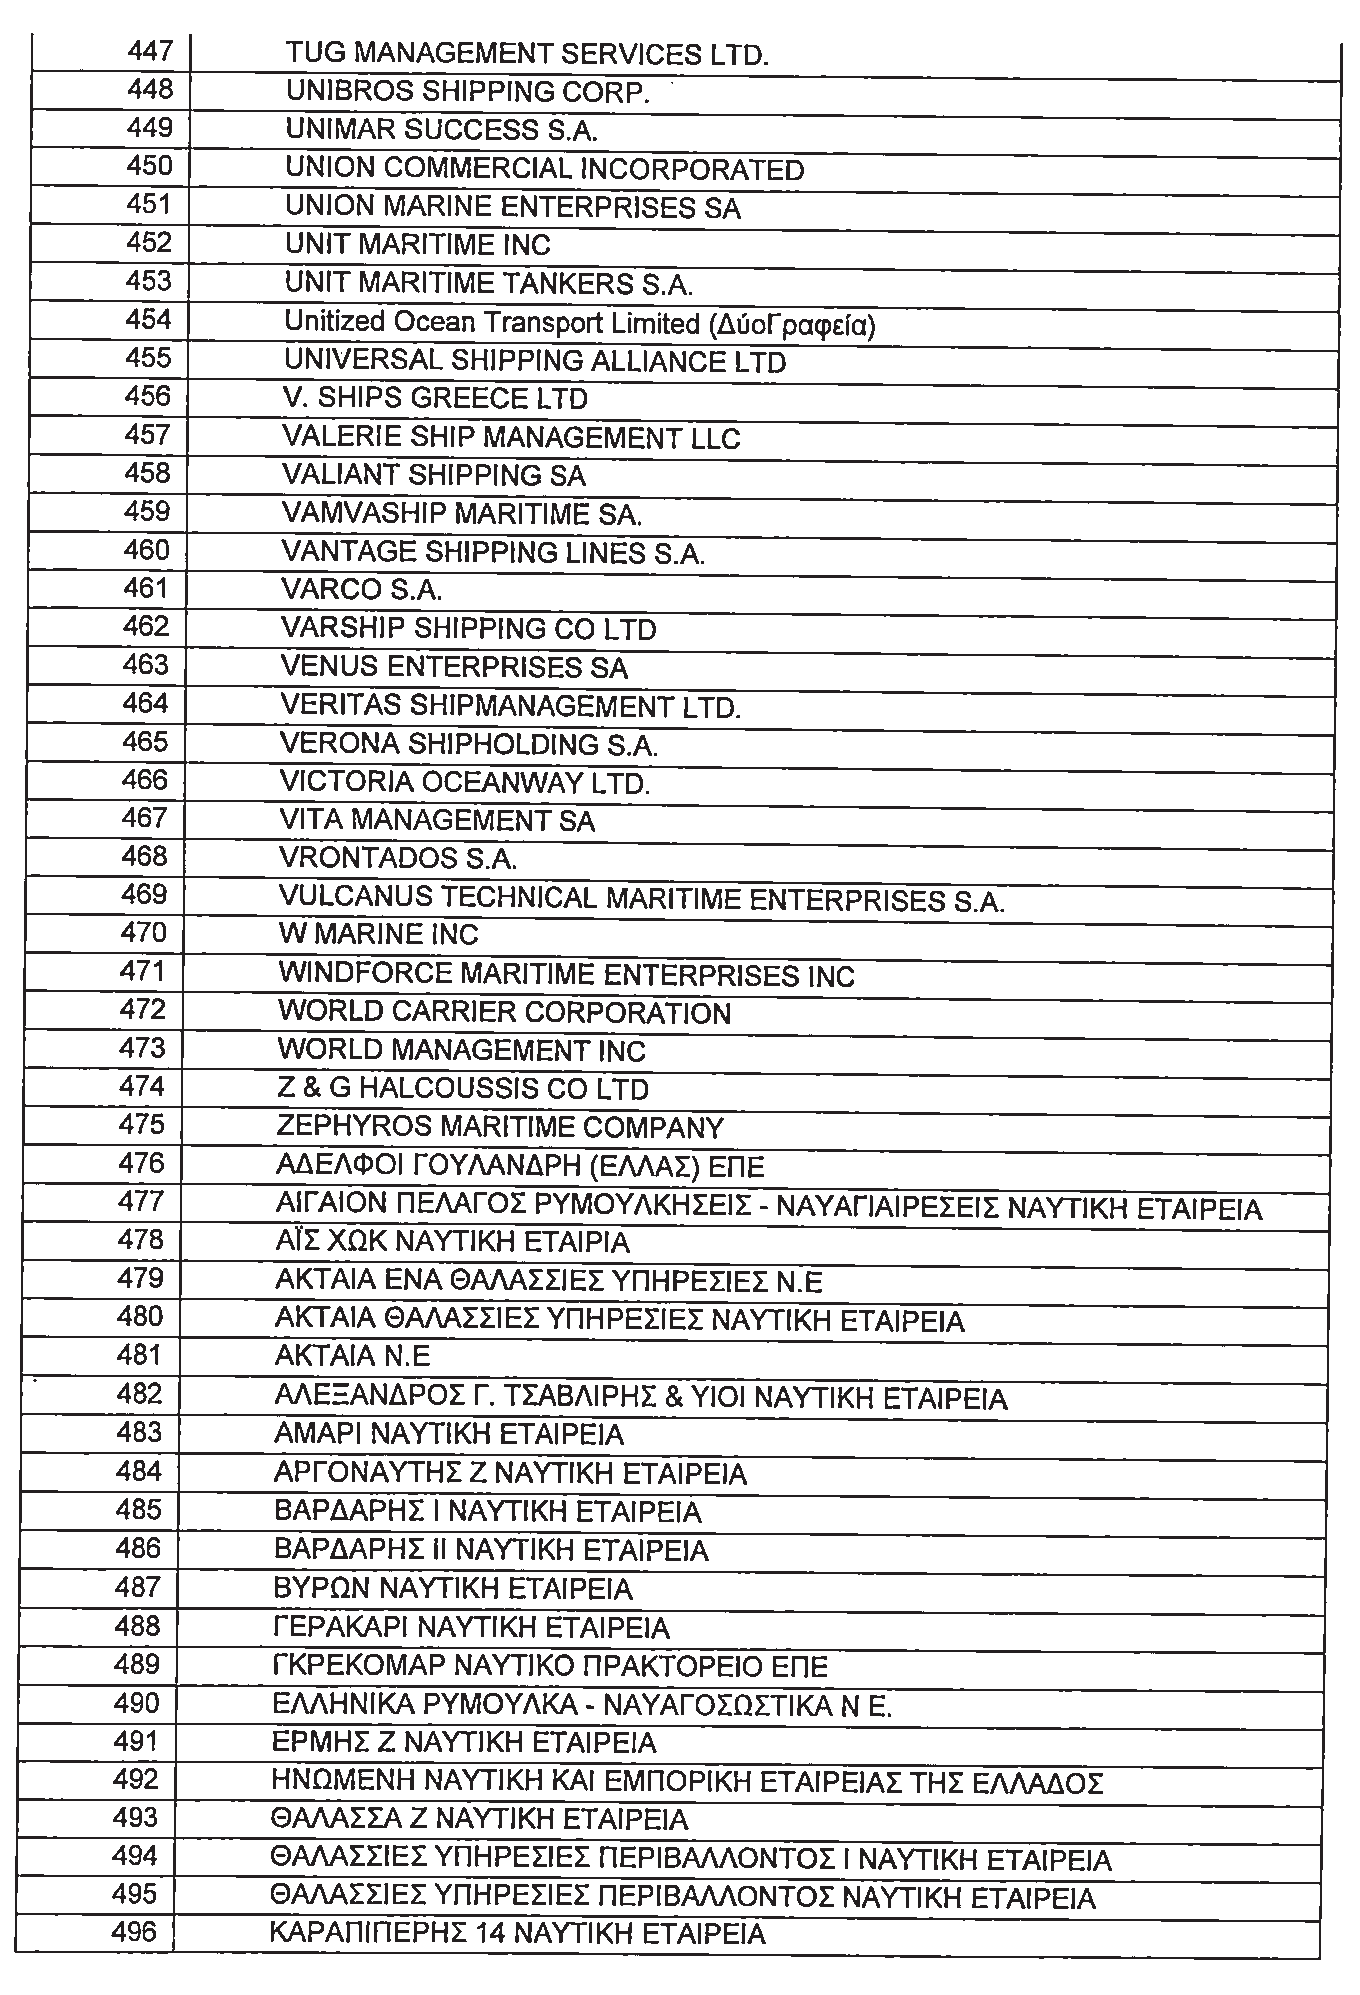 447 TUG MANAGEMENT SERVICES LTD.
448 UNIBROS SHIPPING CORP.
449 UNIMAR SUCCESS S.A.
450 UNION COMMERCIAL INCORPORATED
451 UNION MARINE ENTERPRISES SA
452 UNIT MARITIME INC
453 UNIT MARITIME TANKERS S.A.
454 Unitized Ocean Transport Limited (ΔύοΓραφεία)
455 UNIVERSAL SHIPPING ALLIANCE LTD
456 V. SHIPS GREECE LTD
457 VALERIE SHIP MANAGEMENT LLC
458 VALIANT SHIPPING SA
459 VAMVASHIP MARITIME SA.
460 VANTAGE SHIPPING LINES S.A.
461 VARCO S.A.
462 VARSHIP SHIPPING CO LTD
463 VENUS ENTERPRISES SA
464 VERITAS SHIPMANAGEMENT LTD.
465 VERONA SHIPHOLDING S.A.
466 VICTORIA OCEANWAY LTD.
467 VITA MANAGEMENT SA
468 VRONTADOS S.A.
469 VULCANUS TECHNICAL MARITIME ENTERPRISES S.A.
470 W MARINE INC
471 WINDFORCE MARITIME ENTERPRISES INC
472 WORLD CARRIER CORPORATION
473 WORLD MANAGEMENT INC
474 Z & G HALCOUSSIS CO LTD
475 ZEPHYROS MARITIME COMPANY
476 ΑΔΕΛΦΟΙ ΓΟΥΛΑΝΔΡΗ (ΕΛΛΑΣ) ΕΠΕ
477 ΑΙΓΑΙΟΝ ΠΕΛΑΓΟΣ ΡΥΜΟΥΛΚΗΣΕΙΣ - ΝΑΥΑΓΙΑΙΡΕΣΕΙΣ ΝΑΥΤΙΚΗ ΕΤΑΙΡΕΙΑ
478 ΑΪΣ ΧΩΚ ΝΑΥΤΙΚΗ ΕΤΑΙΡΙΑ
479 ΑΚΤΑΙΑ ΕΝΑ ΘΑΛΑΣΣΙΕΣ ΥΠΗΡΕΣΙΕΣ Ν.Ε
480 ΑΚΤΑΙΑ ΘΑΛΑΣΣΙΕΣ ΥΠΗΡΕΣΙΕΣ ΝΑΥΤΙΚΗ ΕΤΑΙΡΕΙΑ
481 ΑΚΤΑΙΑ Ν.Ε
482 ΑΛΕΞΑΝΔΡΟΣ Γ. ΤΣΑΒΛΙΡΗΣ & ΥΙΟΙ ΝΑΥΤΙΚΗ ΕΤΑΙΡΕΙΑ
483 ΑΜΑΡΙ ΝΑΥΤΙΚΗ ΕΤΑΙΡΕΙΑ
484 ΑΡΓΟΝΑΥΤΗΣ Ζ ΝΑΥΤΙΚΗ ΕΤΑΙΡΕΙΑ
485 ΒΑΡΔΑΡΗΣ Ι ΝΑΥΤΙΚΗ ΕΤΑΙΡΕΙΑ
486 ΒΑΡΔΑΡΗΣ ΙΙ ΝΑΥΤΙΚΗ ΕΤΑΙΡΕΙΑ
487 ΒΥΡΩΝ ΝΑΥΤΙΚΗ ΕΤΑΙΡΕΙΑ
488 ΓΕΡΑΚΑΡΙ ΝΑΥΤΙΚΗ ΕΤΑΙΡΕΙΑ
489 ΓΚΡΕΚΟΜΑΡ ΝΑΥΤΙΚΟ ΠΡΑΚΤΟΡΕΙΟ ΕΠΕ
490 ΕΛΛΗΝΙΚΑ ΡΥΜΟΥΛΚΑ - ΝΑΥΑΓΟΣΩΣΤΙΚΑ Ν Ε.
491 ΕΡΜΗΣ Ζ ΝΑΥΤΙΚΗ ΕΤΑΙΡΕΙΑ
492 ΗΝΩΜΕΝΗ ΝΑΥΤΙΚΗ ΚΑΙ ΕΜΠΟΡΙΚΗ ΕΤΑΙΡΕΙΑΣ ΤΗΣ ΕΛΛΑΔΟΣ
493 ΘΑΛΑΣΣΑ Ζ ΝΑΥΤΙΚΗ ΕΤΑΙΡΕΙΑ
494 ΘΑΛΑΣΣΙΕΣ ΥΠΗΡΕΣΙΕΣ ΠΕΡΙΒΑΛΛΟΝΤΟΣ Ι ΝΑΥΤΙΚΗ ΕΤΑΙΡΕΙΑ
495 ΘΑΛΑΣΣΙΕΣ ΥΠΗΡΕΣΙΕΣ ΠΕΡΙΒΑΛΛΟΝΤΟΣ ΝΑΥΤΙΚΗ ΕΤΑΙΡΕΙΑ
496 ΚΑΡΑΠΙΠΕΡΗΣ 14 ΝΑΥΤΙΚΗ ΕΤΑΙΡΕΙΑ